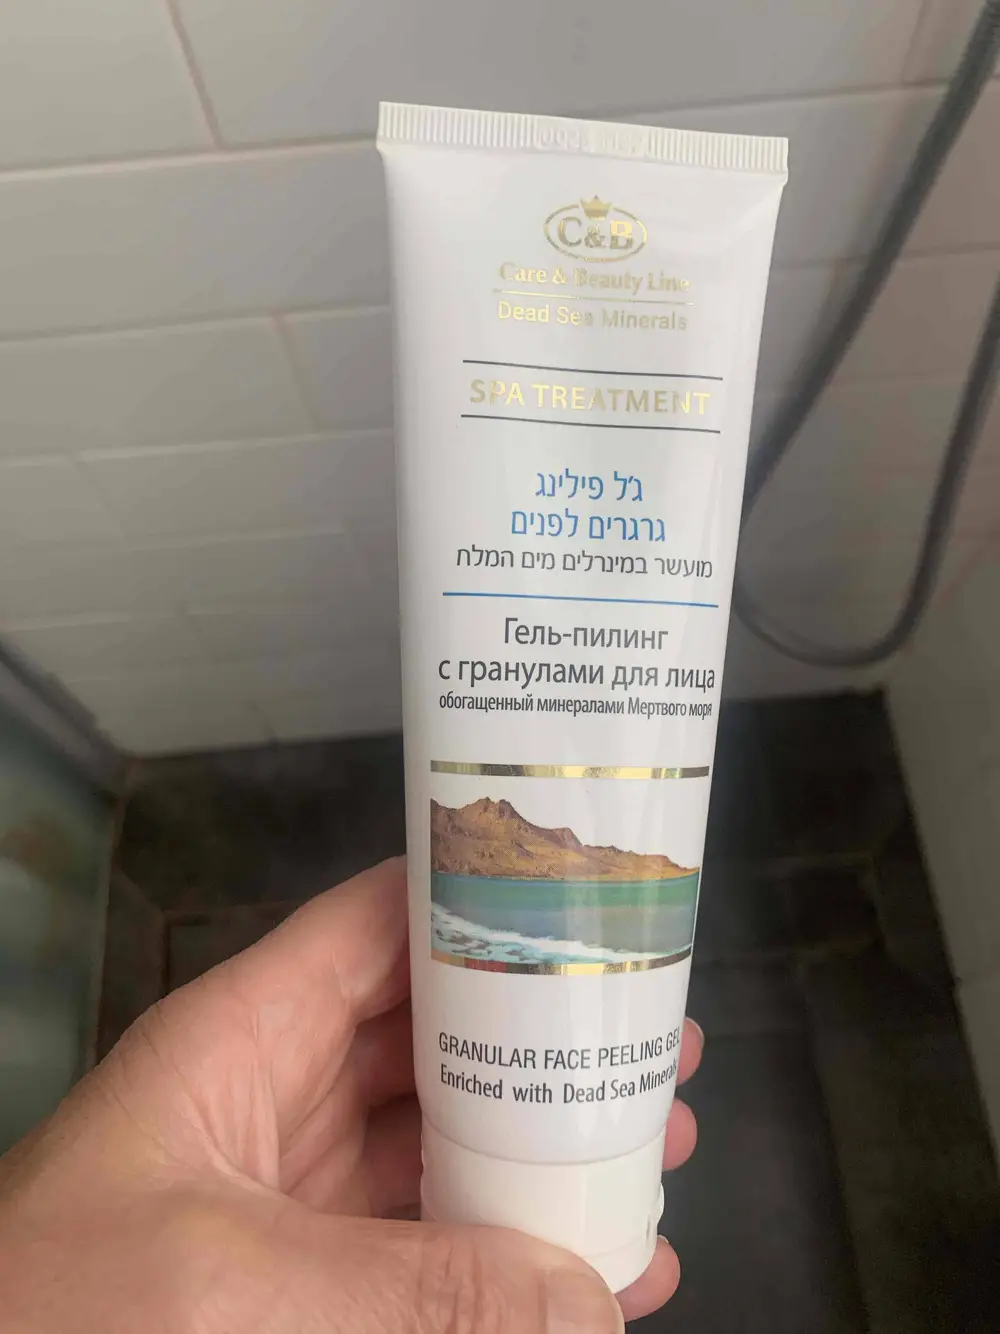 C&B
Care & Beauty Line
Dead Sea Minerals
SPA TREATMENT
ג'ל פילינג
גרגרים לפנים
מועשר במינרלים מים המלח
Гель-пилинг
с гранулами для лица
обогащенный минералами Мертвого моря
GRANULAR FACE PEELING GEL
Enriched with Dead Sea Minerals